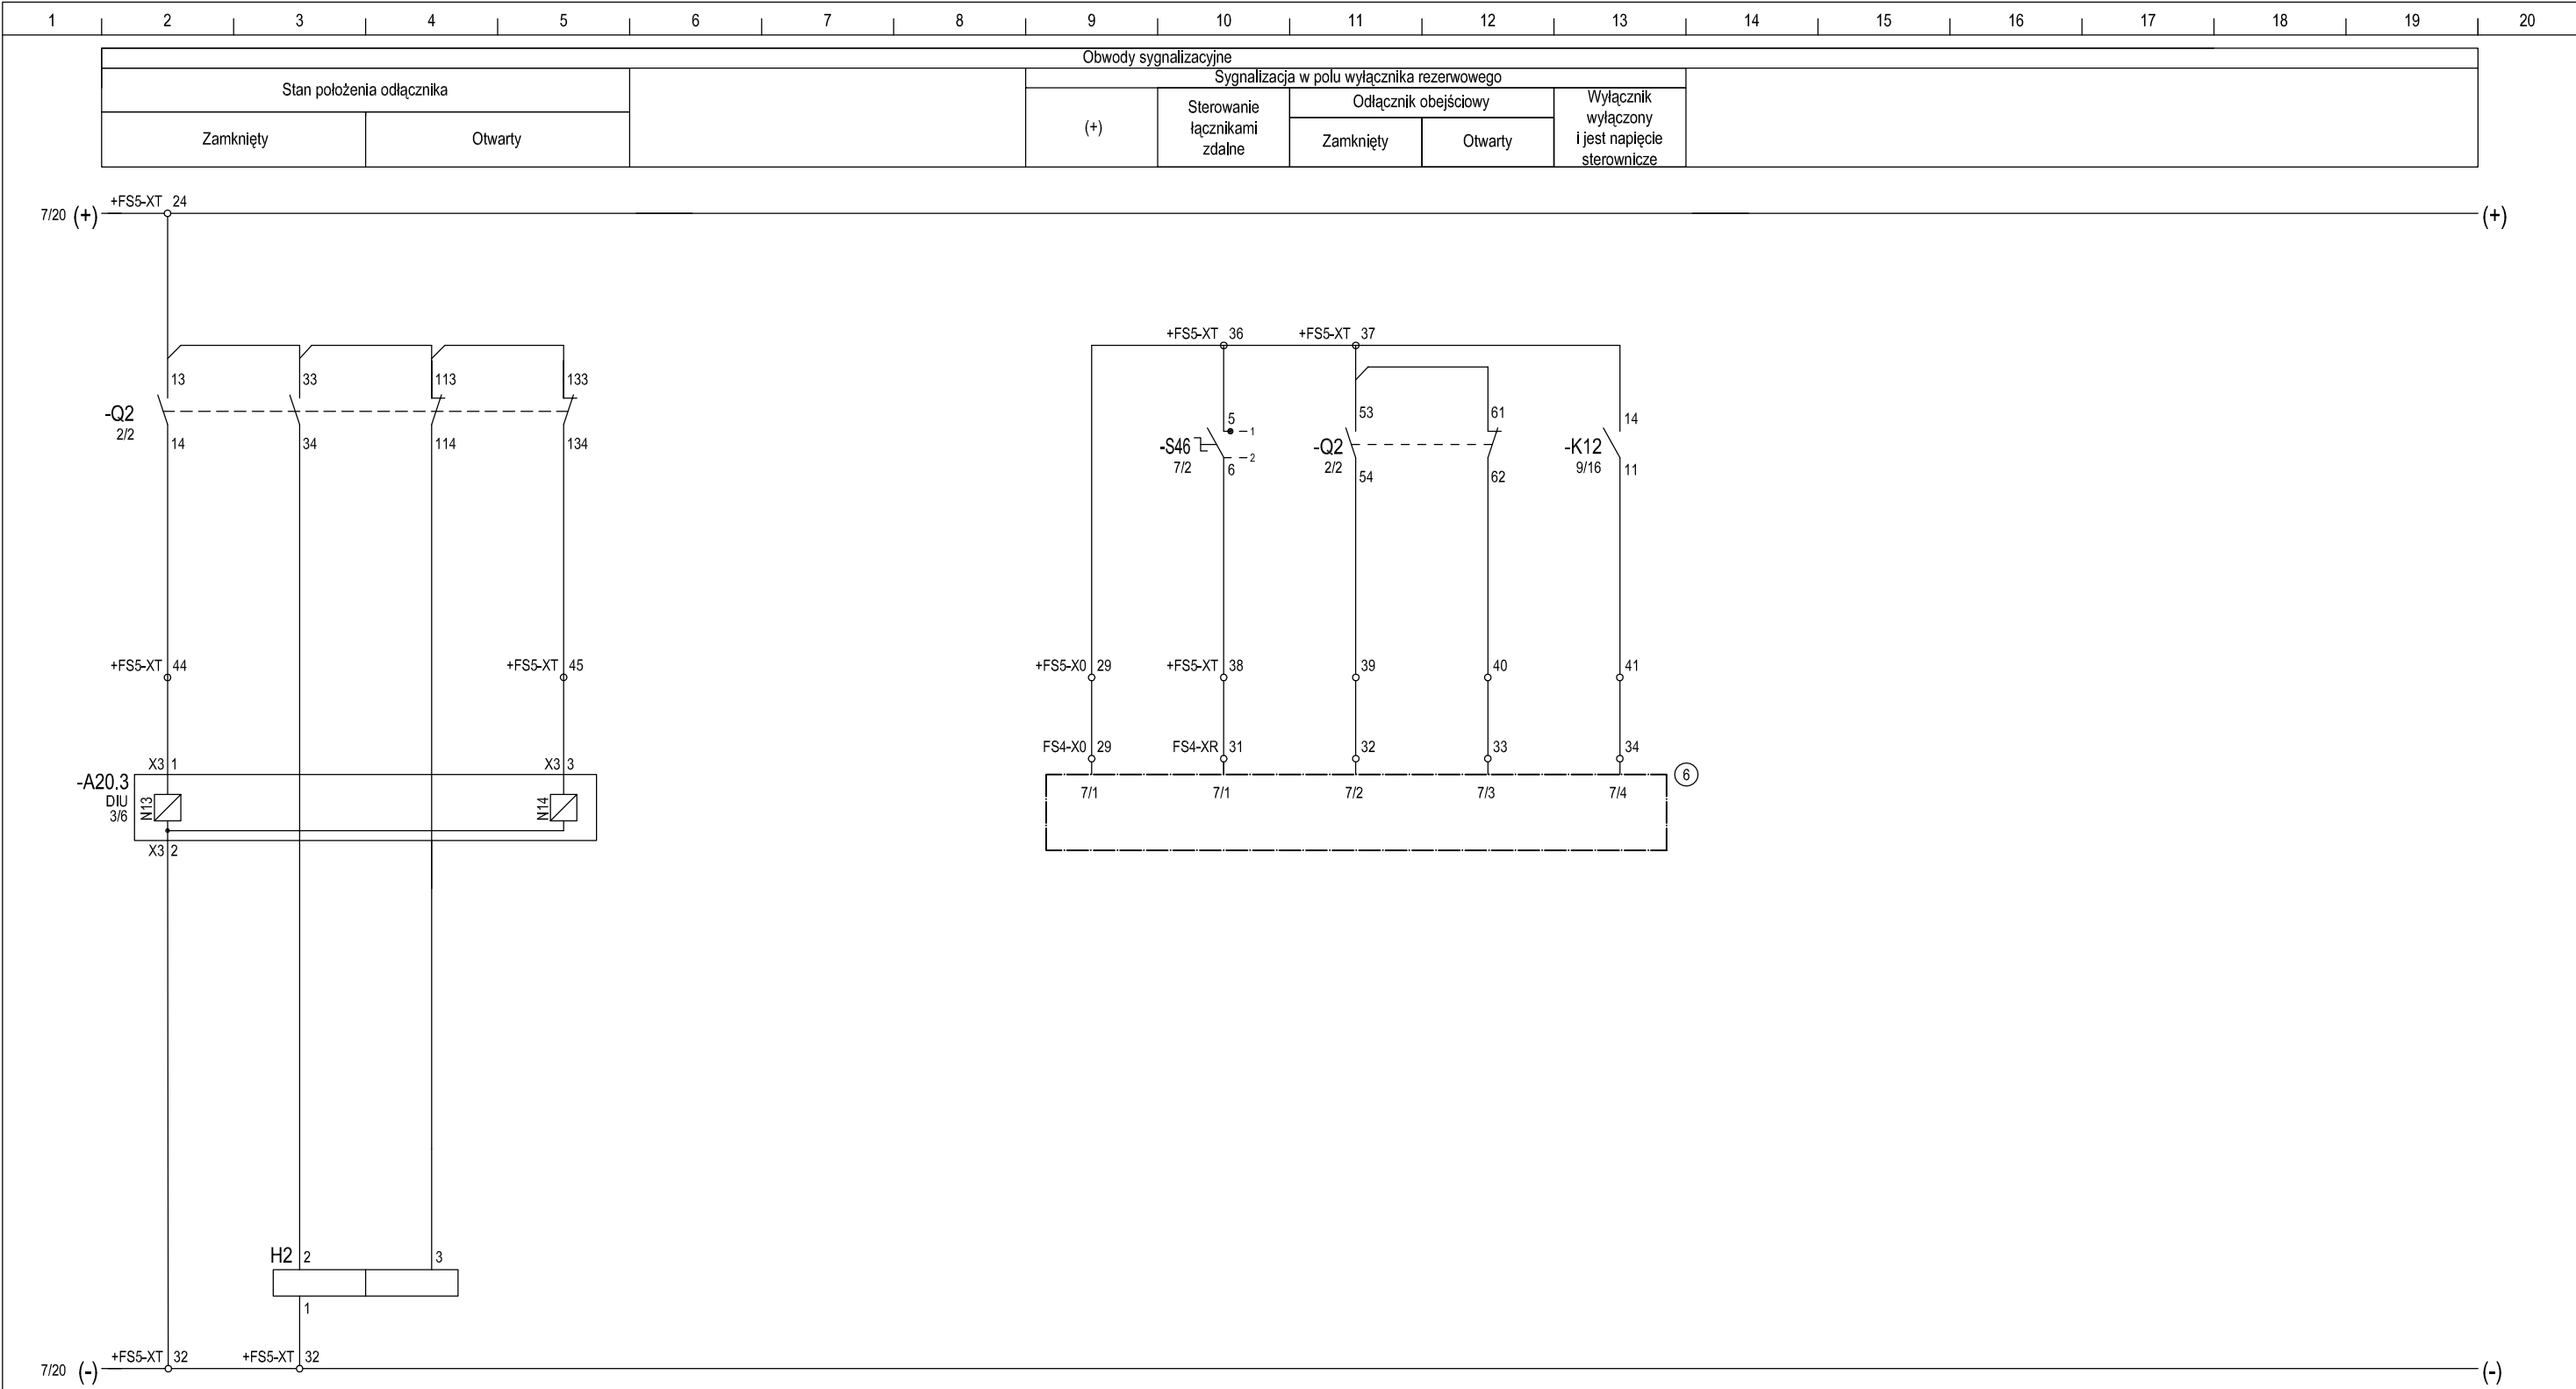 1 2 3 4 5 6 7 8 9 10 11 12 13 14 15 16 17 18 19 20
Obwody sygnalizacyjne
Stan położenia odłącznika
Sygnalizacja w polu wyłącznika rezerwowego
Zamknięty
Otwarty
(+)
Sterowanie
łącznikami
zdalne
Odłącznik obejściowy
Zamknięty
Otwarty
Wyłącznik
wyłączony
i jest napięcie
sterownicze
7/20 (+)
+FS5-XT 24
(+)
+FS5-XT 36
+FS5-XT 37
13
33
113
133
-Q2
2/2
14
34
114
134
5
1
-S46
7/2
2
6
53
61
-Q2
2/2
54
62
14
-K12
9/16
11
+FS5-XT 44
+FS5-XT 45
+FS5-X0 29
+FS5-XT 38
39
40
41
FS4-X0 29
FS4-XR 31
32
33
34
X3 1
X3 3
-A20.3
DIU
3/6
N13
N14
X3 2
7/1
7/1
7/2
7/3
7/4
6
H2 2
3
1
7/20 (-)
+FS5-XT 32
+FS5-XT 32
(-)